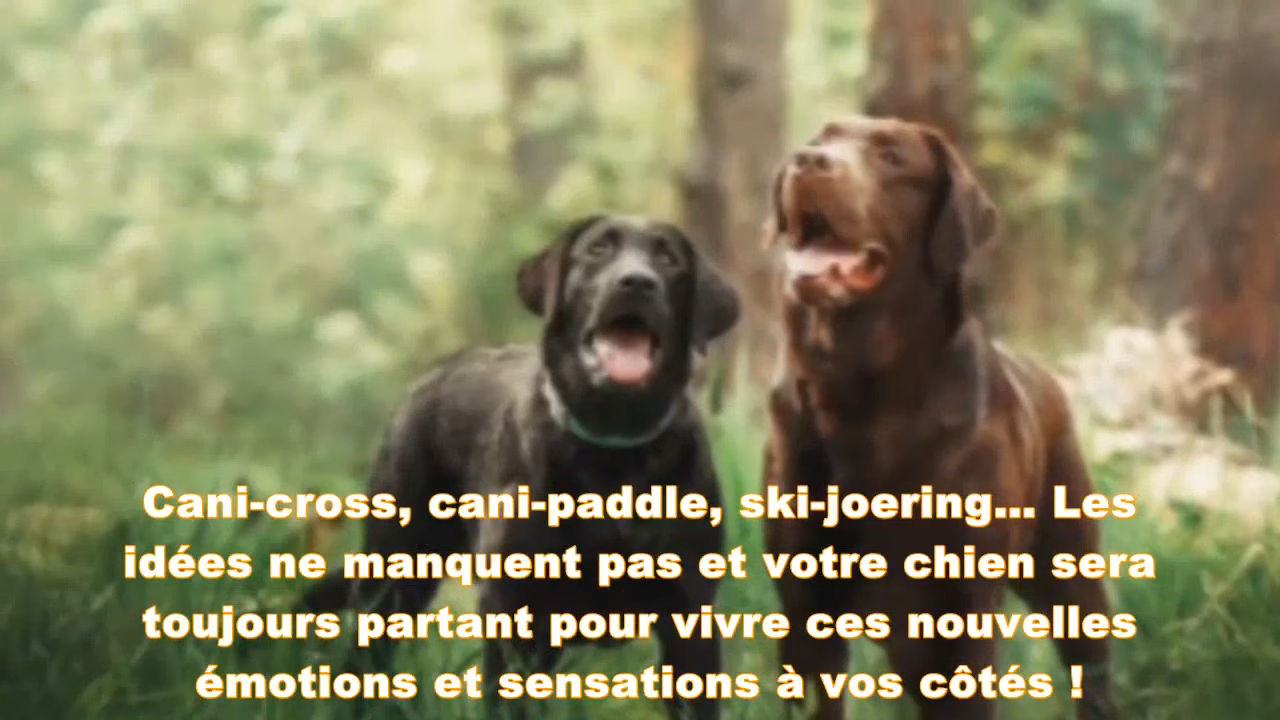 Cani-cross, cani-paddle, ski-joering... Les
idées ne manquent pas et votre chien sera
toujours partant pour vivre ces nouvelles
émotions et sensations à vos côtés !